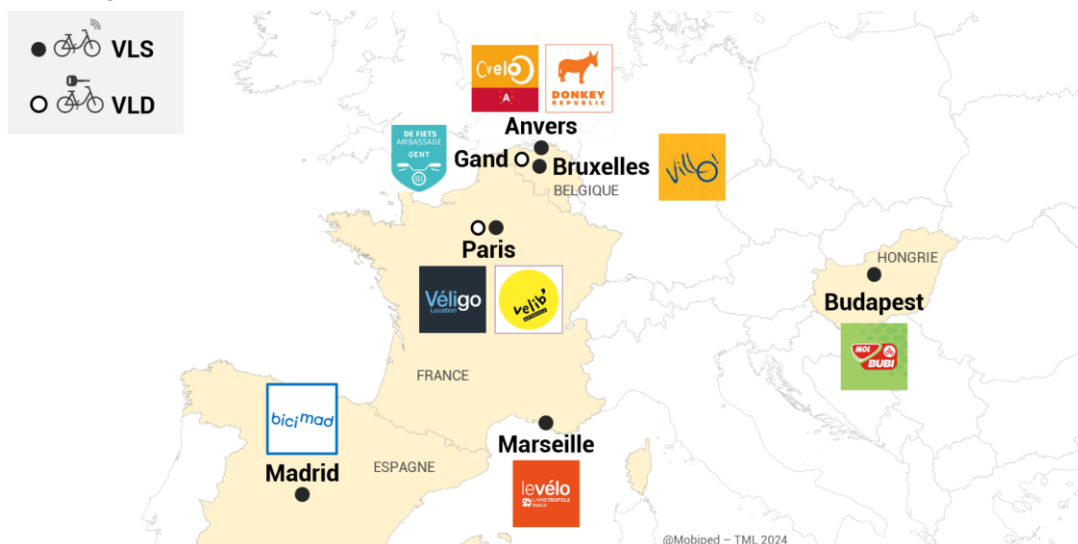 VLS
VLD
Cvelo
A
DONKEY
REPUBLIC
Anvers
DE FIETS
AMBASSADE
GENT
Gand
Bruxelles
BELGIQUE
Villo!
Paris
Véligo
Location
velib'
HONGRIE
Budapest
MOL
BUBI
FRANCE
bicimad
Marseille
levélo
LA METROPOLE
Madrid
ESPAGNE
@Mobiped – TML 2024